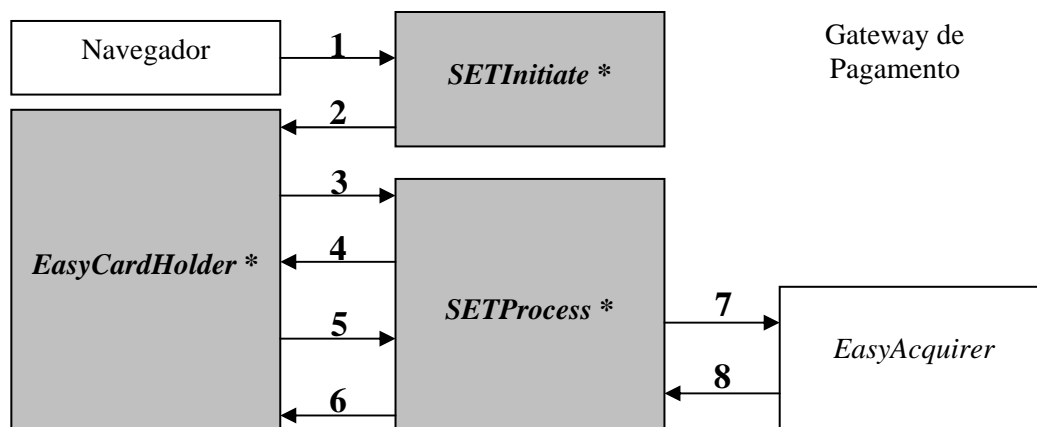 Navegador
1
SETInitiate *
Gateway de
Pagamento
2
3
EasyCardHolder *
4
SETProcess *
7
5
EasyAcquirer
8
6